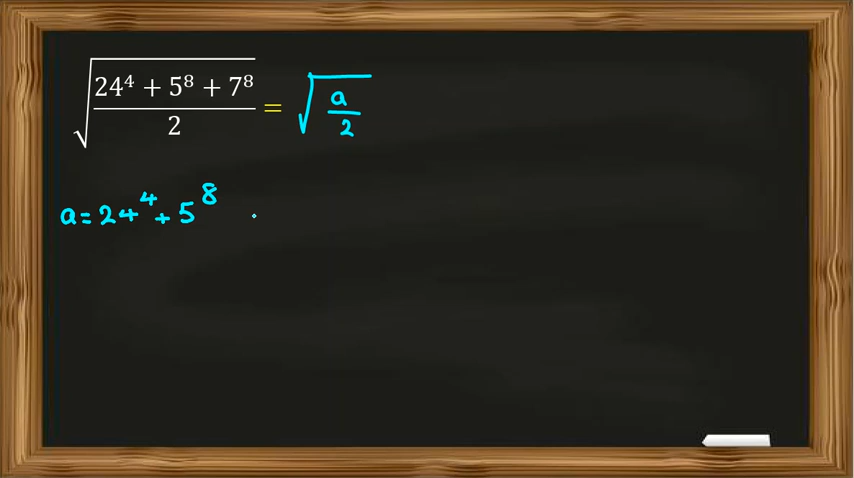 √((24⁴ + 5⁸ + 7⁸)/2) = √(a/2)
a = 24⁴ + 5⁸